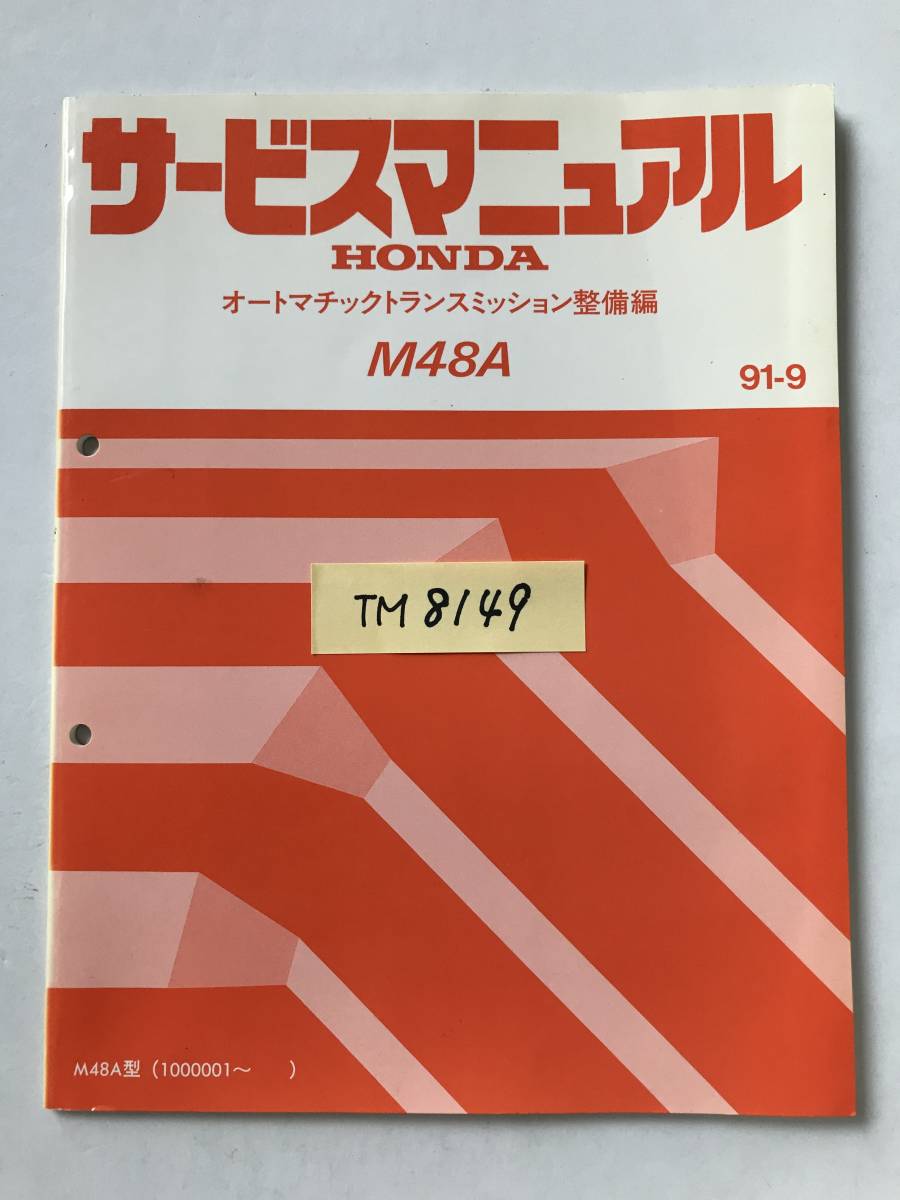 サービスマニュアル
HONDA
オートマチックトランスミッション整備編
M48A
91-9
TM 8149
M48A型 (1000001〜　　)